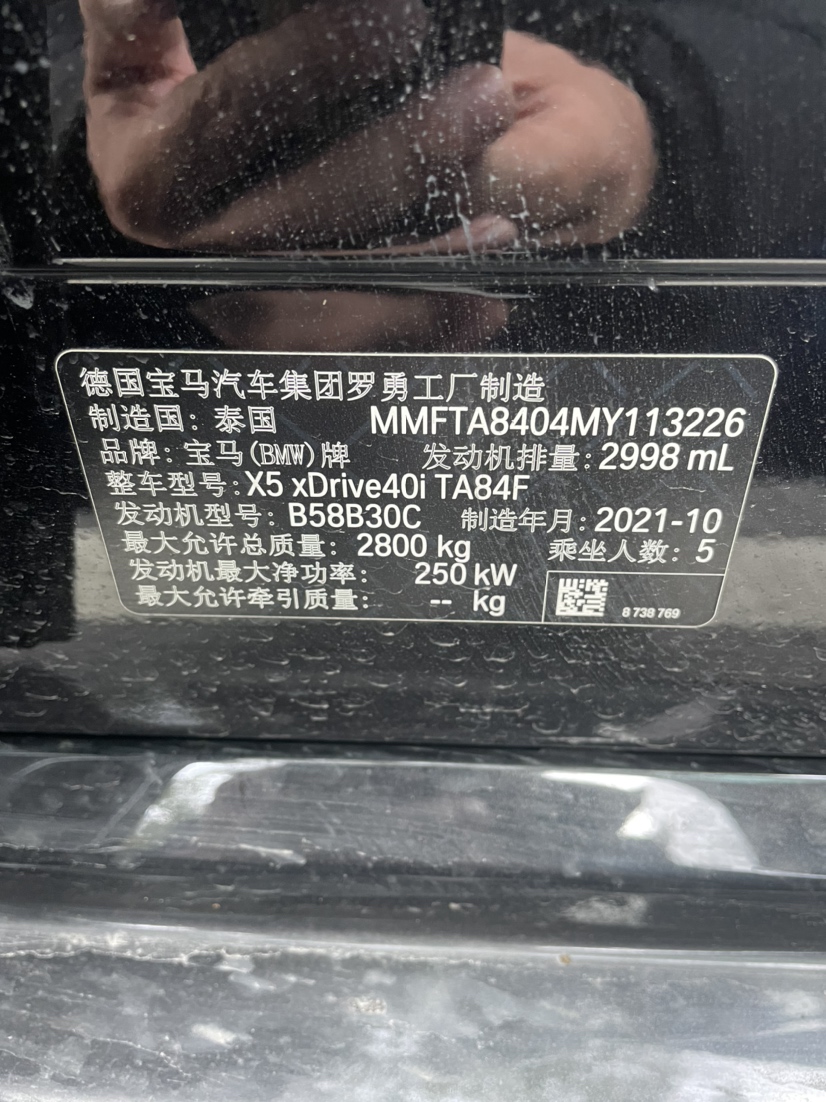 德国宝马汽车集团罗勇工厂制造
制造国: 泰国 MMFTA8404MY113226
品牌: 宝马(BMW)牌 发动机排量: 2998 mL
整车型号: X5 xDrive40i TA84F
发动机型号: B58B30C 制造年月: 2021-10
最大允许总质量: 2800 kg 乘坐人数: 5
发动机最大净功率: 250 kW
最大允许牵引质量: -- kg
8 738 769